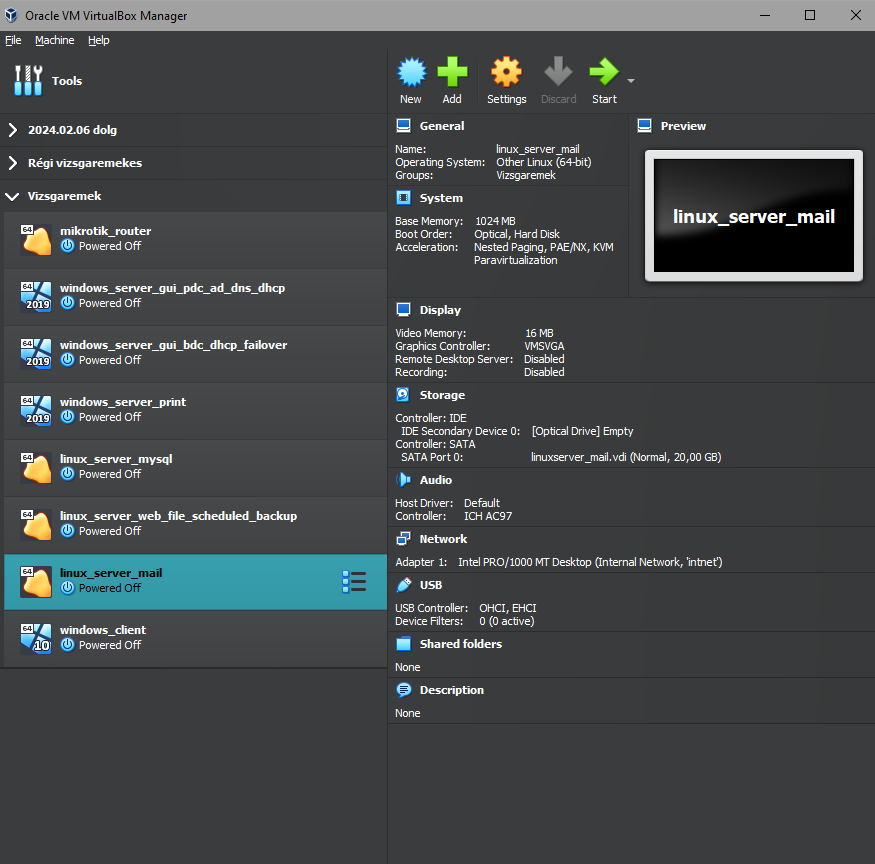 Oracle VM VirtualBox Manager
File Machine Help
Tools
New Add Settings Discard Start
2024.02.06 dolg
Régi vizsgaremekes
Vizsgaremek
64
mikrotik_router
Powered Off
64
2019
windows_server_gui_pdc_ad_dns_dhcp
Powered Off
64
2019
windows_server_gui_bdc_dhcp_failover
Powered Off
64
2019
windows_server_print
Powered Off
64
linux_server_mysql
Powered Off
64
linux_server_web_file_scheduled_backup
Powered Off
64
linux_server_mail
Powered Off
64
10
windows_client
Powered Off
General
Name: linux_server_mail
Operating System: Other Linux (64-bit)
Groups: Vizsgaremek
Preview
linux_server_mail
System
Base Memory: 1024 MB
Boot Order: Optical, Hard Disk
Acceleration: Nested Paging, PAE/NX, KVM
Paravirtualization
Display
Video Memory: 16 MB
Graphics Controller: VMSVGA
Remote Desktop Server: Disabled
Recording: Disabled
Storage
Controller: IDE
IDE Secondary Device 0: [Optical Drive] Empty
Controller: SATA
SATA Port 0: linuxserver_mail.vdi (Normal, 20,00 GB)
Audio
Host Driver: Default
Controller: ICH AC97
Network
Adapter 1: Intel PRO/1000 MT Desktop (Internal Network, 'intnet')
USB
USB Controller: OHCI, EHCI
Device Filters: 0 (0 active)
Shared folders
None
Description
None